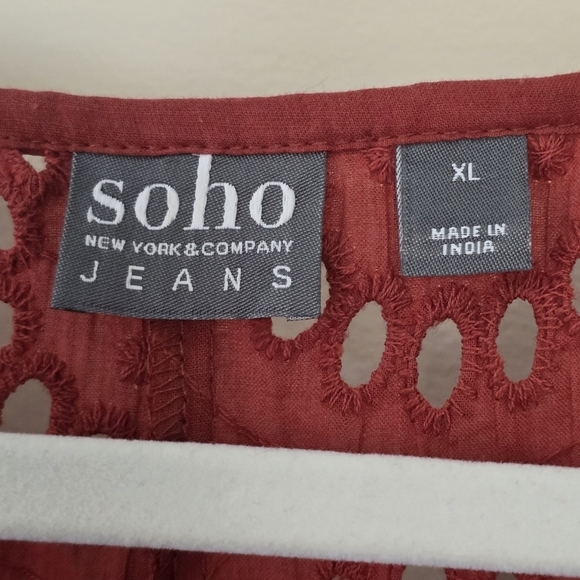 soho
NEW YORK & COMPANY
JEANS
XL
MADE IN
INDIA